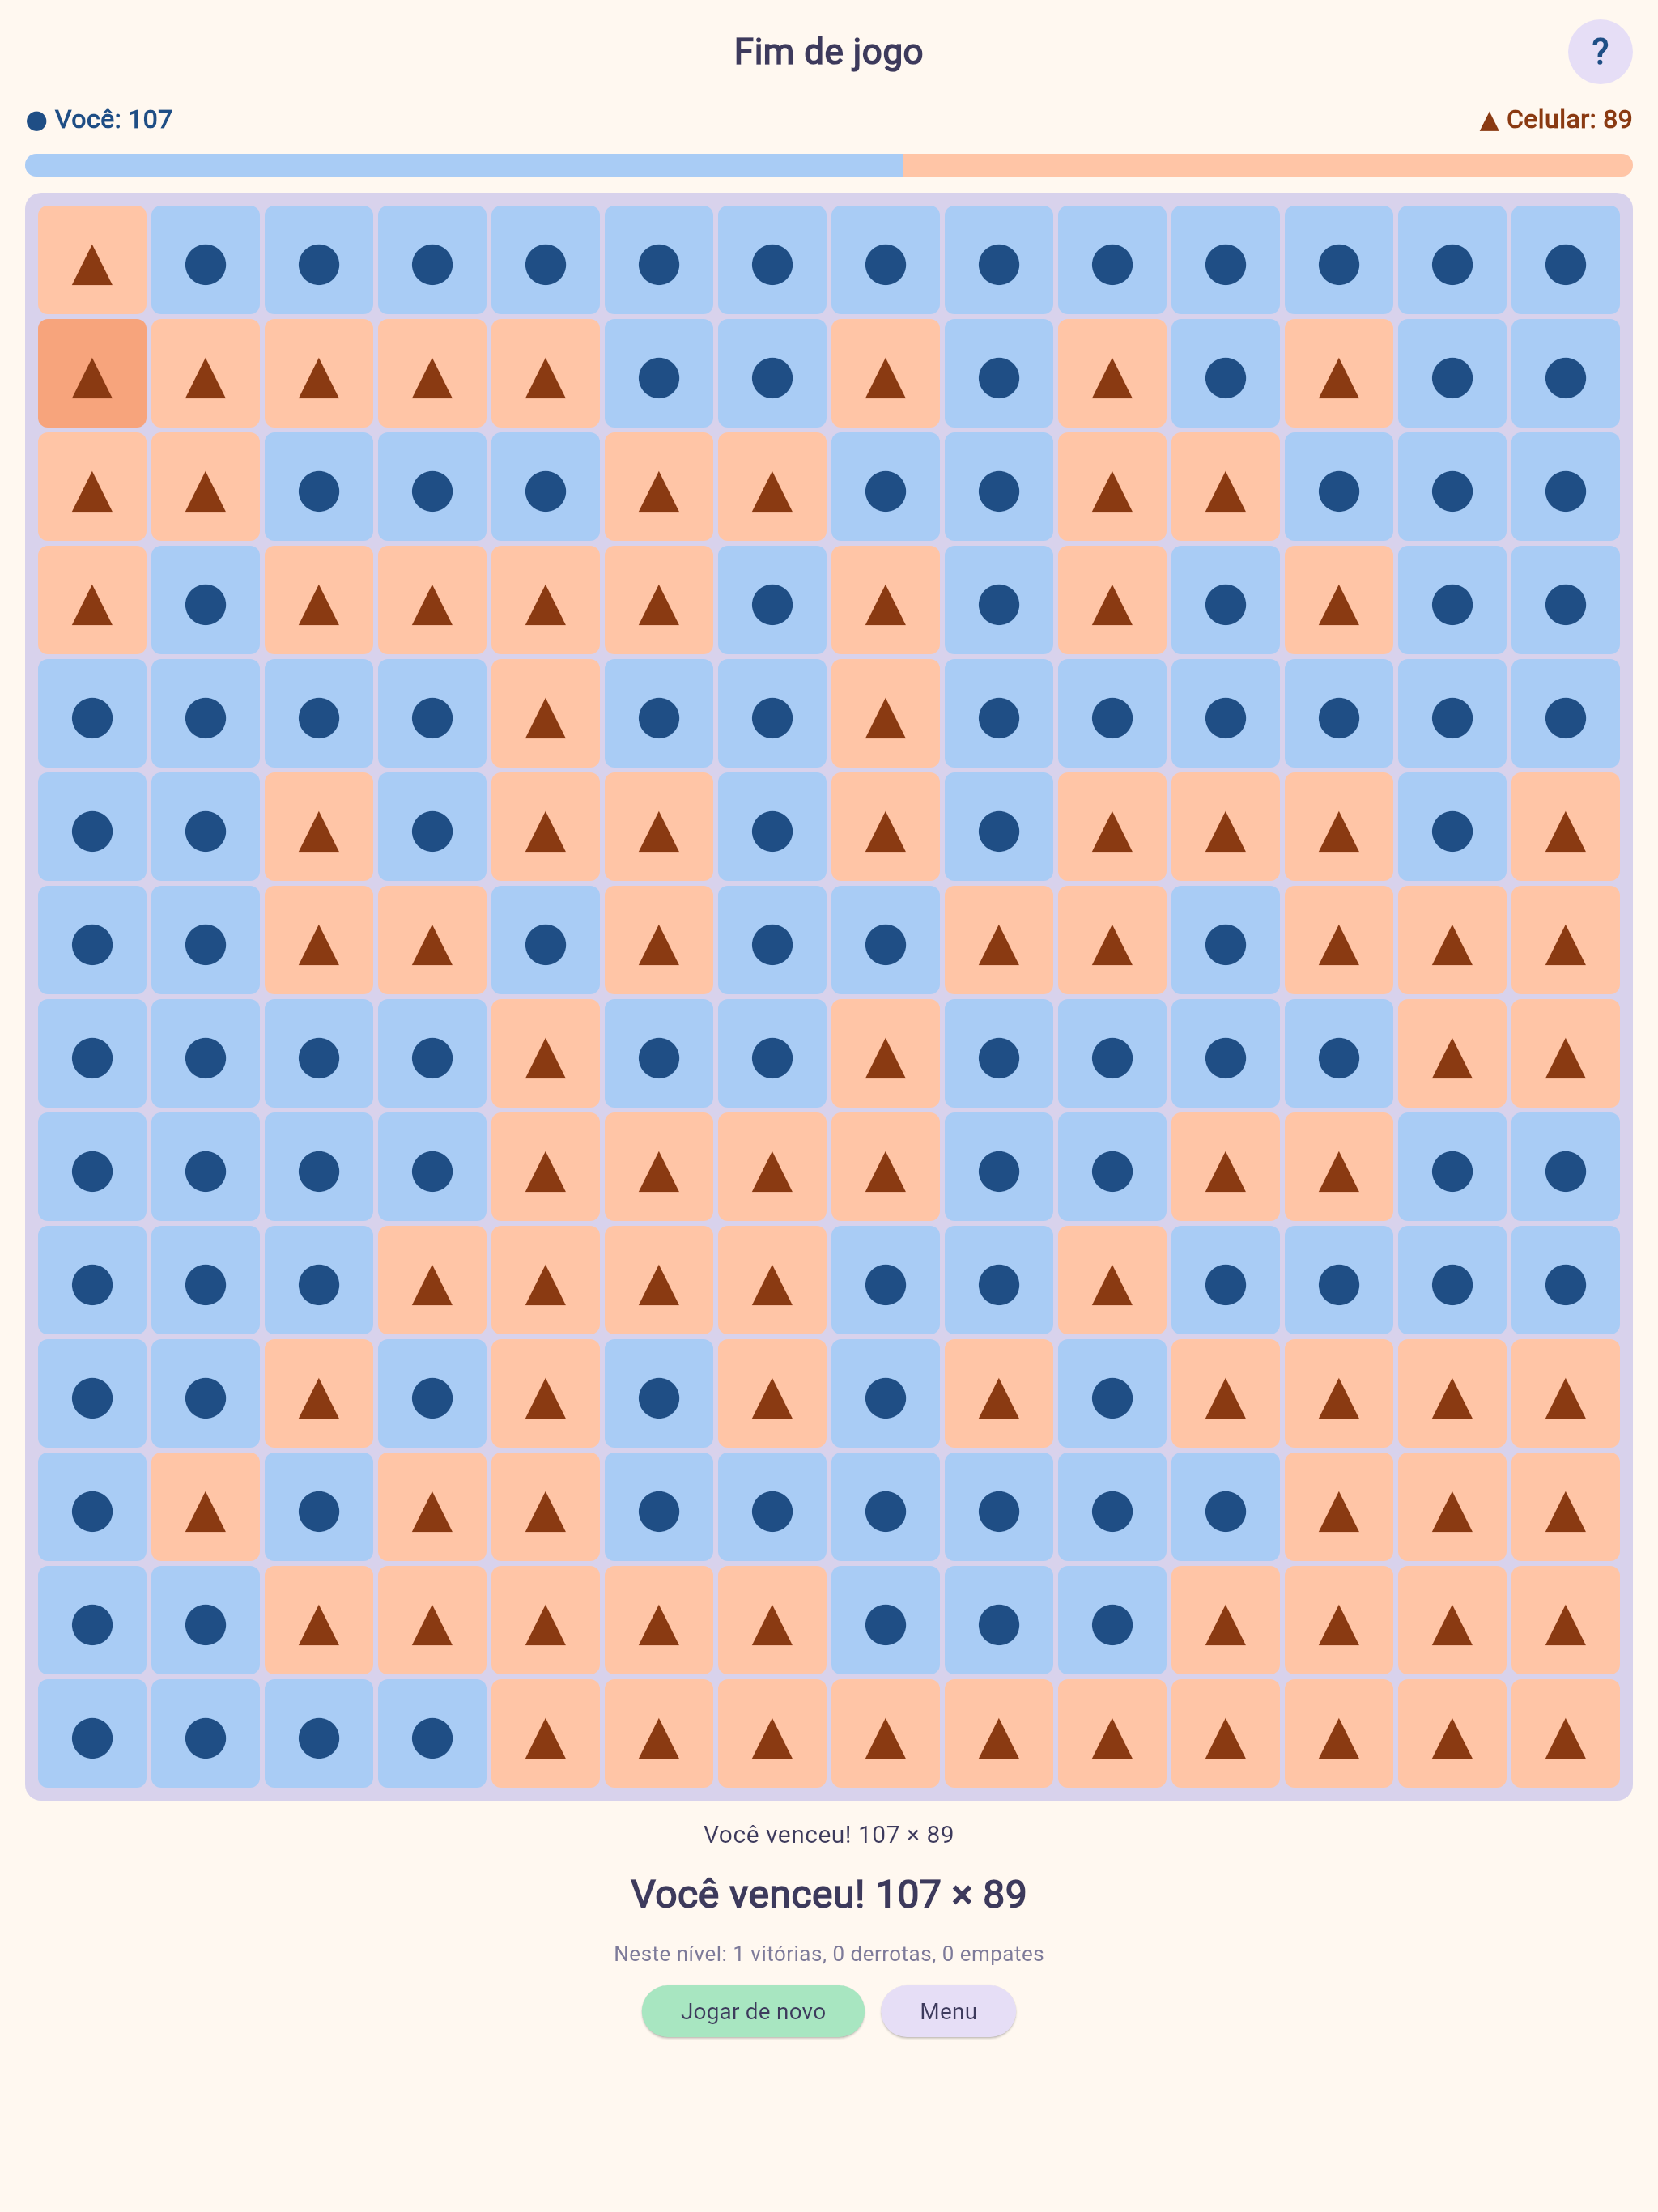 Fim de jogo
?
Você: 107
Celular: 89
Você venceu! 107 × 89
Você venceu! 107 × 89
Neste nível: 1 vitórias, 0 derrotas, 0 empates
Jogar de novo
Menu